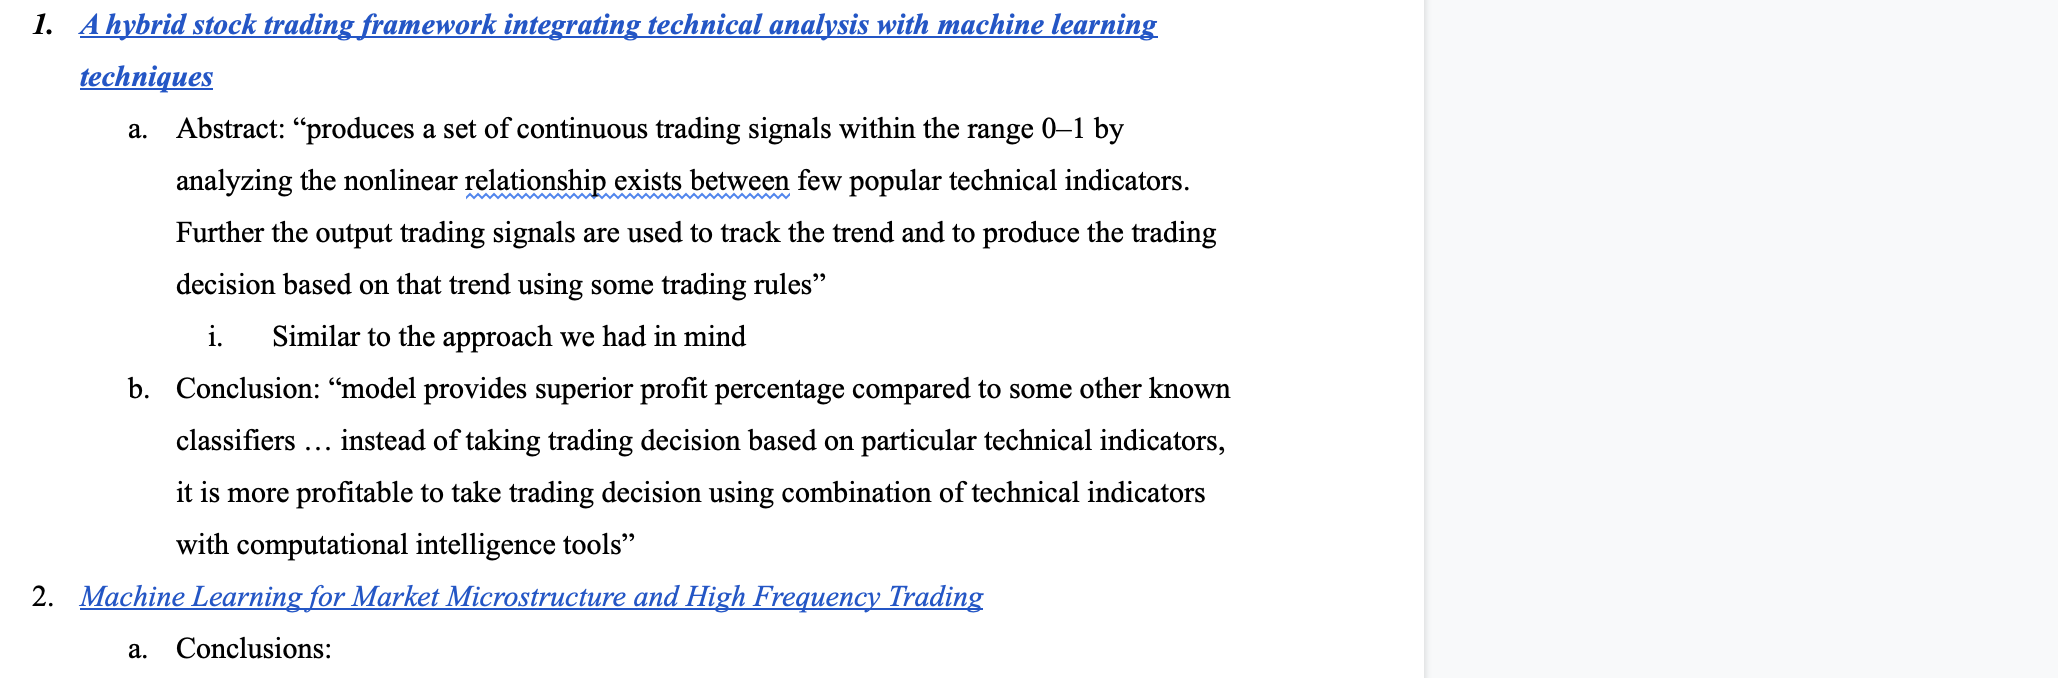 1. A hybrid stock trading framework integrating technical analysis with machine learning
techniques
a. Abstract: “produces a set of continuous trading signals within the range 0–1 by
analyzing the nonlinear relationship exists between few popular technical indicators.
Further the output trading signals are used to track the trend and to produce the trading
decision based on that trend using some trading rules”
i. Similar to the approach we had in mind
b. Conclusion: “model provides superior profit percentage compared to some other known
classifiers … instead of taking trading decision based on particular technical indicators,
it is more profitable to take trading decision using combination of technical indicators
with computational intelligence tools”
2. Machine Learning for Market Microstructure and High Frequency Trading
a. Conclusions: